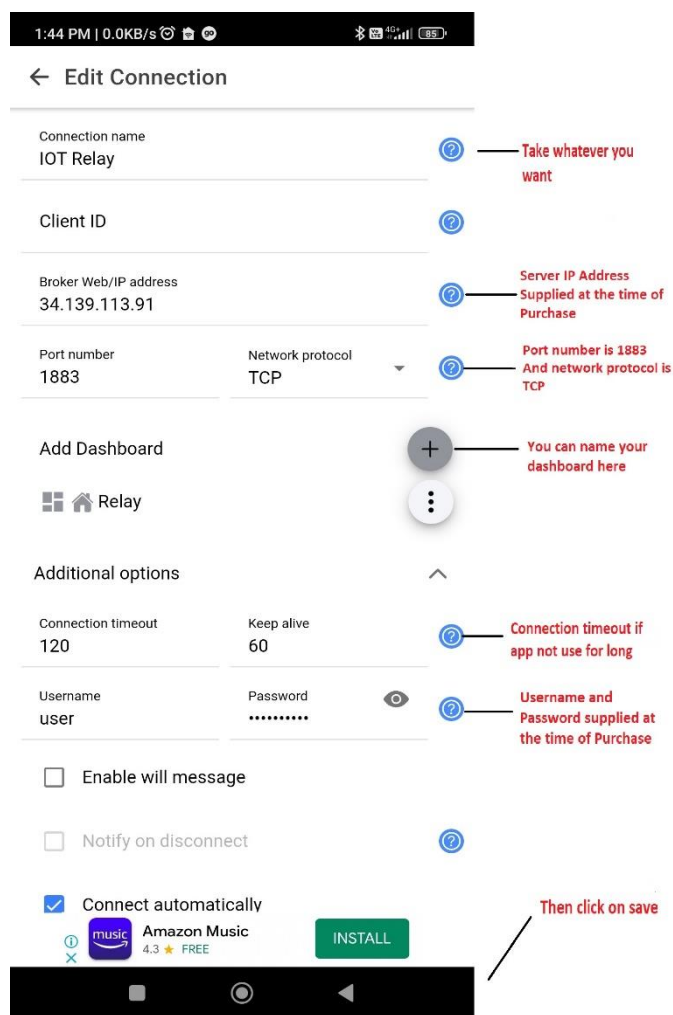 1:44 PM | 0.0KB/s
4G+
85
Edit Connection
Connection name
IOT Relay
Take whatever you
want
Client ID
Broker Web/IP address
34.139.113.91
Server IP Address
Supplied at the time of
Purchase
Port number
1883
Network protocol
TCP
Port number is 1883
And network protocol is
TCP
Add Dashboard
You can name your
dashboard here
Relay
Additional options
Connection timeout
120
Keep alive
60
Connection timeout if
app not use for long
Username
user
Password
••••••••••
Username and
Password supplied at
the time of Purchase
Enable will message
Notify on disconnect
Connect automatically
Then click on save
music
Amazon Music
4.3 ★ FREE
INSTALL